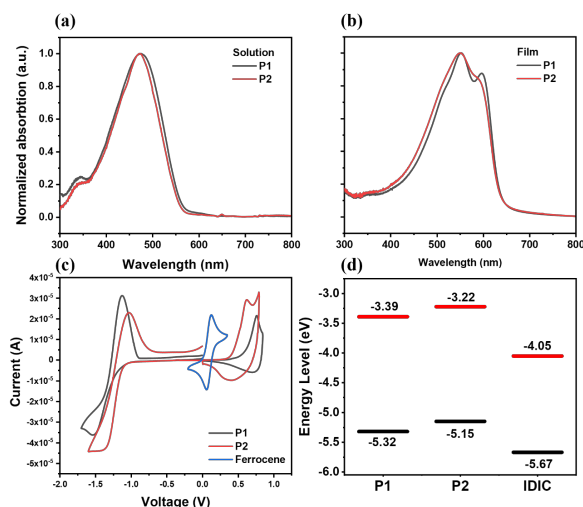 (a)
Normalized absorbtion (a.u.)
1.0
0.8
0.6
0.4
0.2
0.0
Solution
P1
P2
300 400 500 600 700 800
Wavelength (nm)
(b)
Film
P1
P2
300 400 500 600 700 800
Wavelength (nm)
(c)
Current (A)
4x10⁻⁵
3x10⁻⁵
2x10⁻⁵
1x10⁻⁵
0
-1x10⁻⁵
-2x10⁻⁵
-3x10⁻⁵
-4x10⁻⁵
-5x10⁻⁵
P1
P2
Ferrocene
-2.0 -1.5 -1.0 -0.5 0.0 0.5 1.0
Voltage (V)
(d)
Energy Level (eV)
-3.0
-3.5
-4.0
-4.5
-5.0
-5.5
-6.0
-3.39
-3.22
-4.05
-5.32
-5.15
-5.67
P1 P2 IDIC